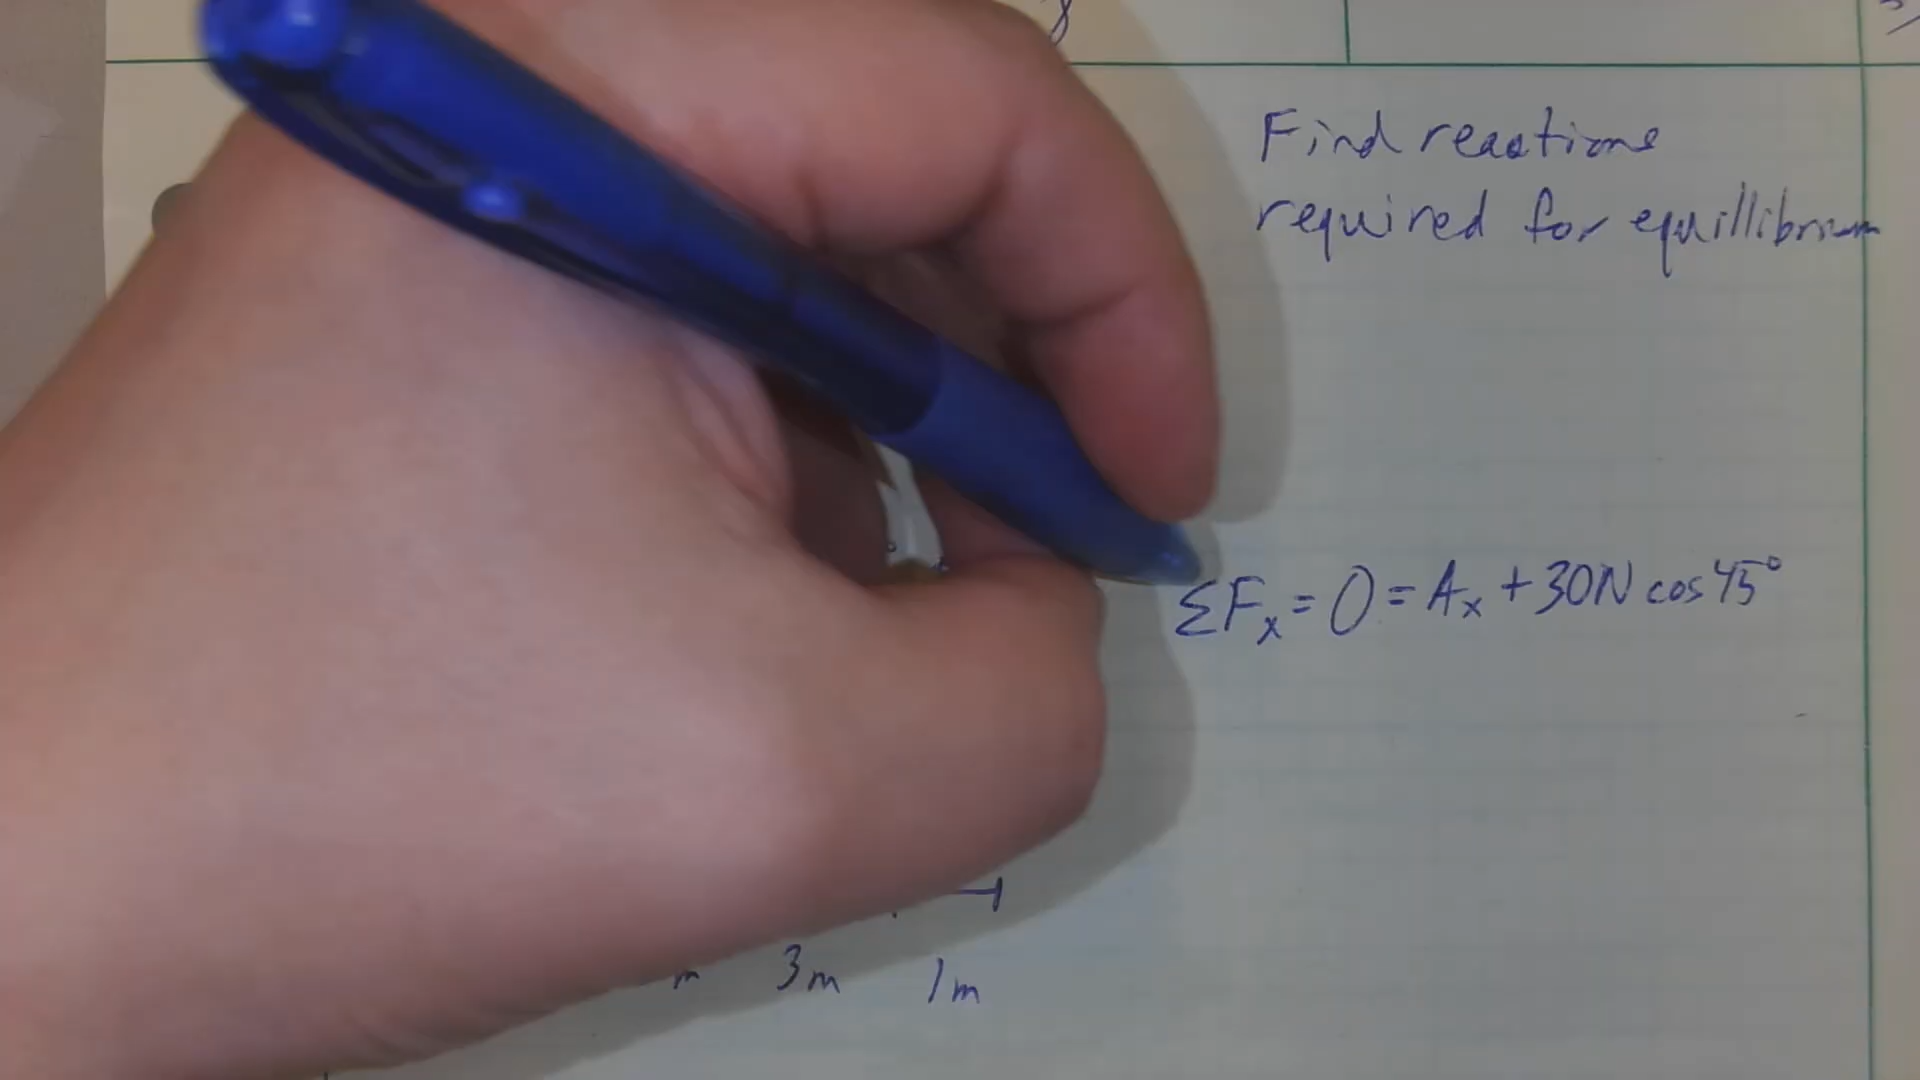 Find reactions
required for equillibrium
ΣFx = 0 = Ax + 30N cos 45°
m 3m 1m